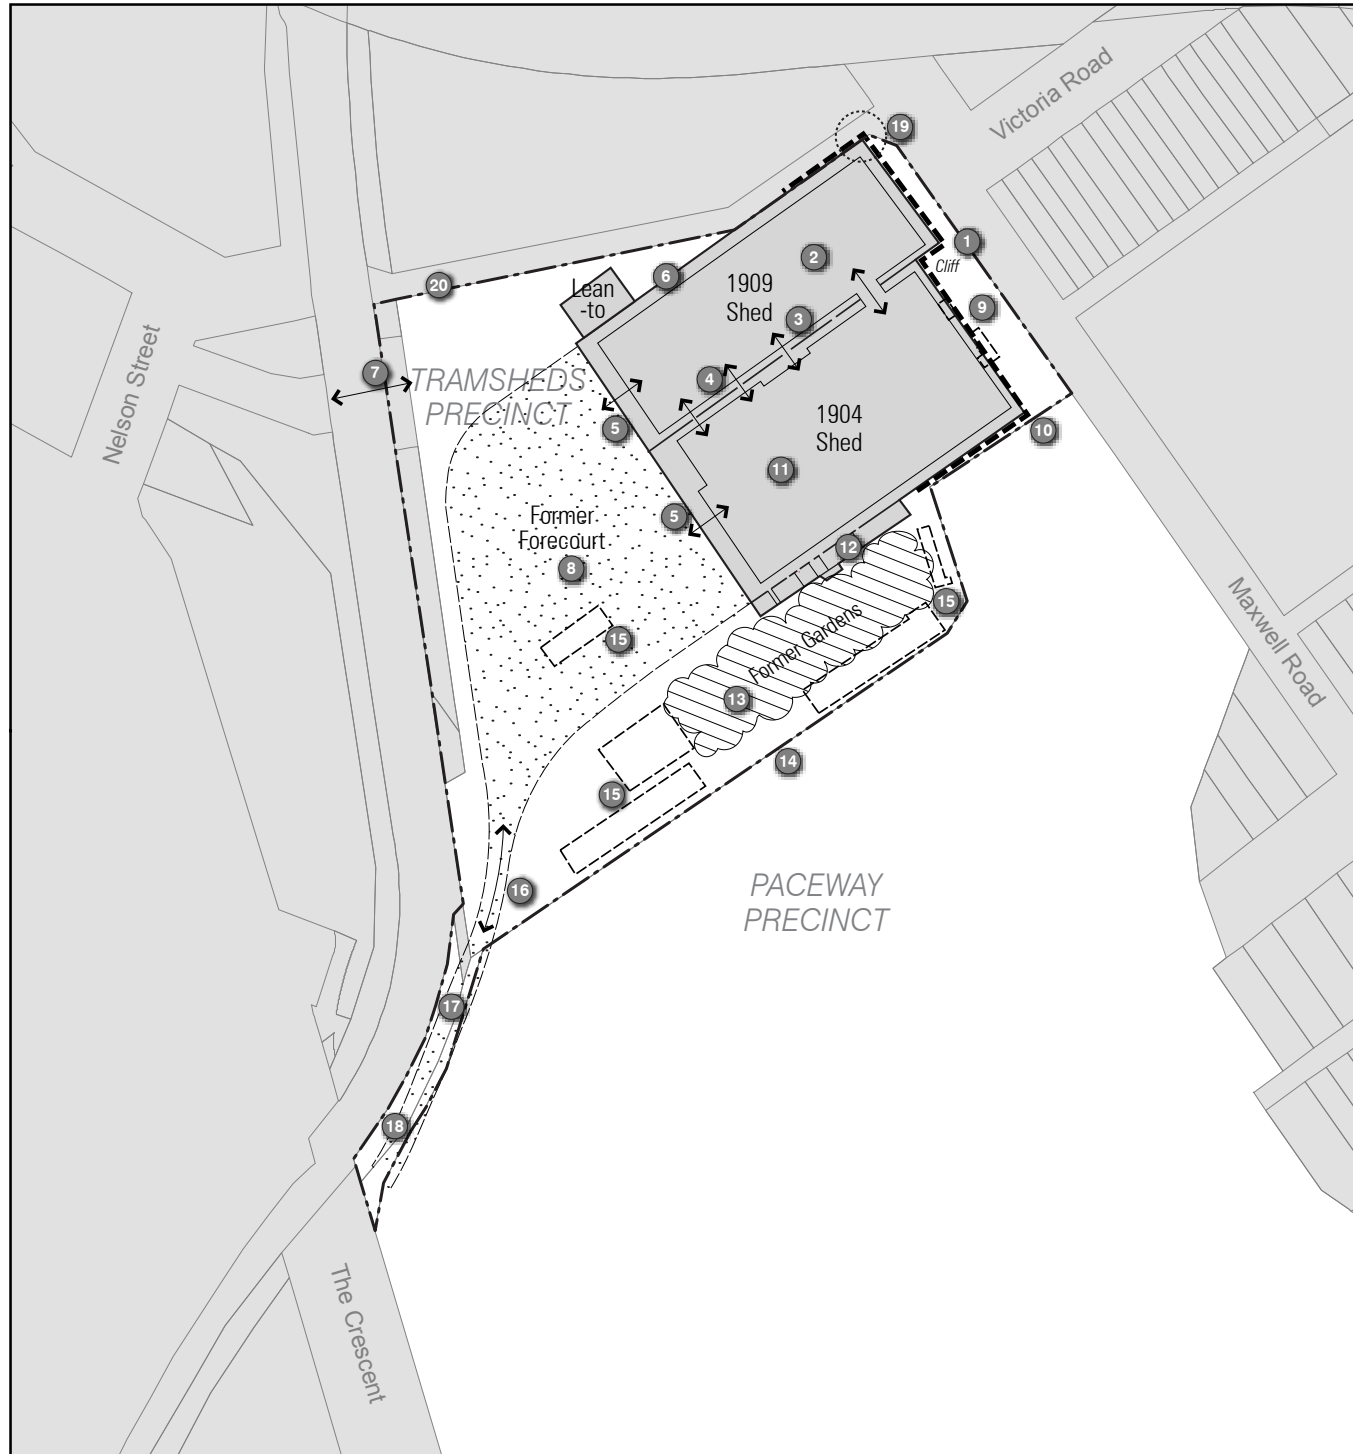 Victoria Road
19
1
2
Cliff
6
1909
Shed
20
Lean
-to
9
3
Nelson Street
7
TRAMSHEDS
PRECINCT
4
1904
Shed
5
10
11
5
Former
Forecourt
8
12
Maxwell Road
15
15
Former Gardens
13
14
15
PACEWAY
PRECINCT
16
17
18
The Crescent